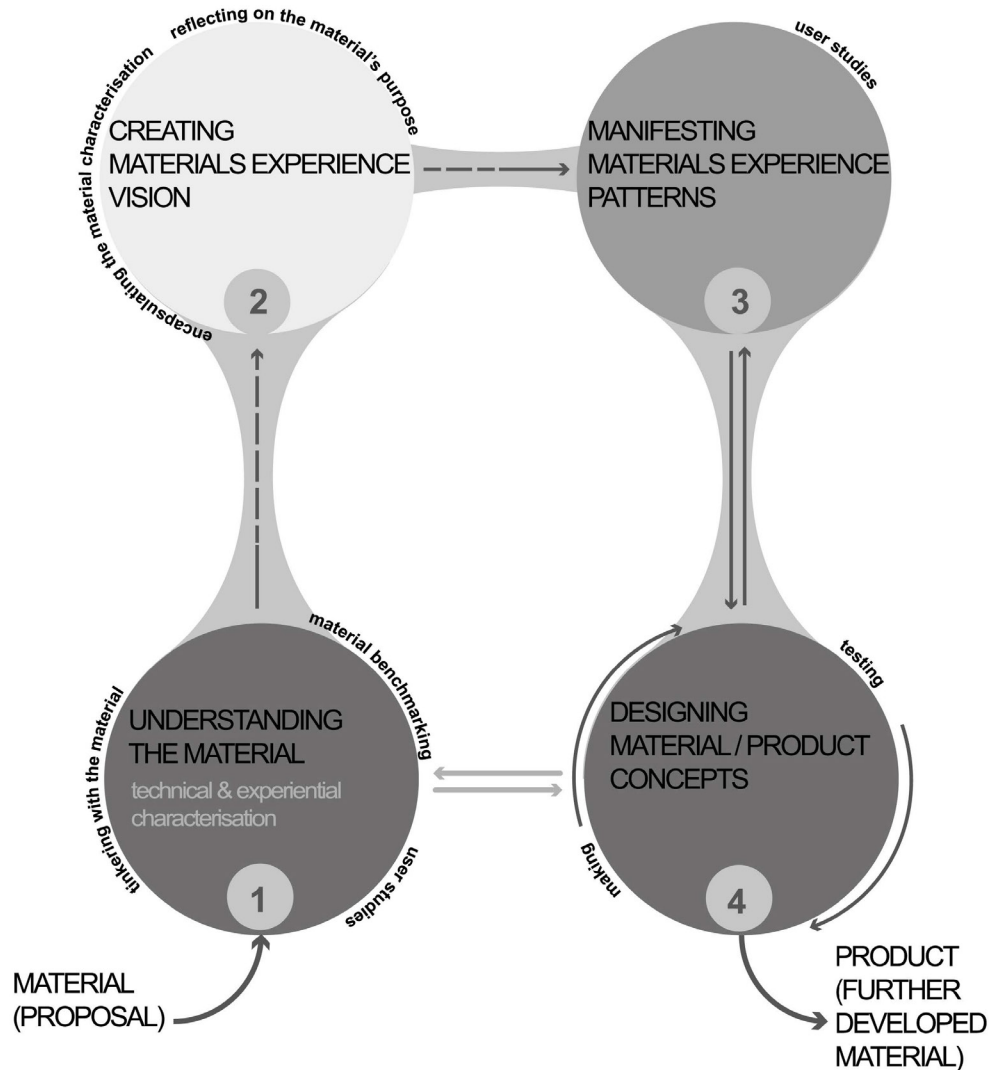 reflecting on the material's purpose
encapsulating the material characterisation
CREATING
MATERIALS EXPERIENCE
VISION
2
user studies
MANIFESTING
MATERIALS EXPERIENCE
PATTERNS
3
material benchmarking
tinkering with the material
user studies
UNDERSTANDING
THE MATERIAL
technical & experiential
characterisation
1
MATERIAL
(PROPOSAL)
testing
making
DESIGNING
MATERIAL / PRODUCT
CONCEPTS
4
PRODUCT
(FURTHER
DEVELOPED
MATERIAL)